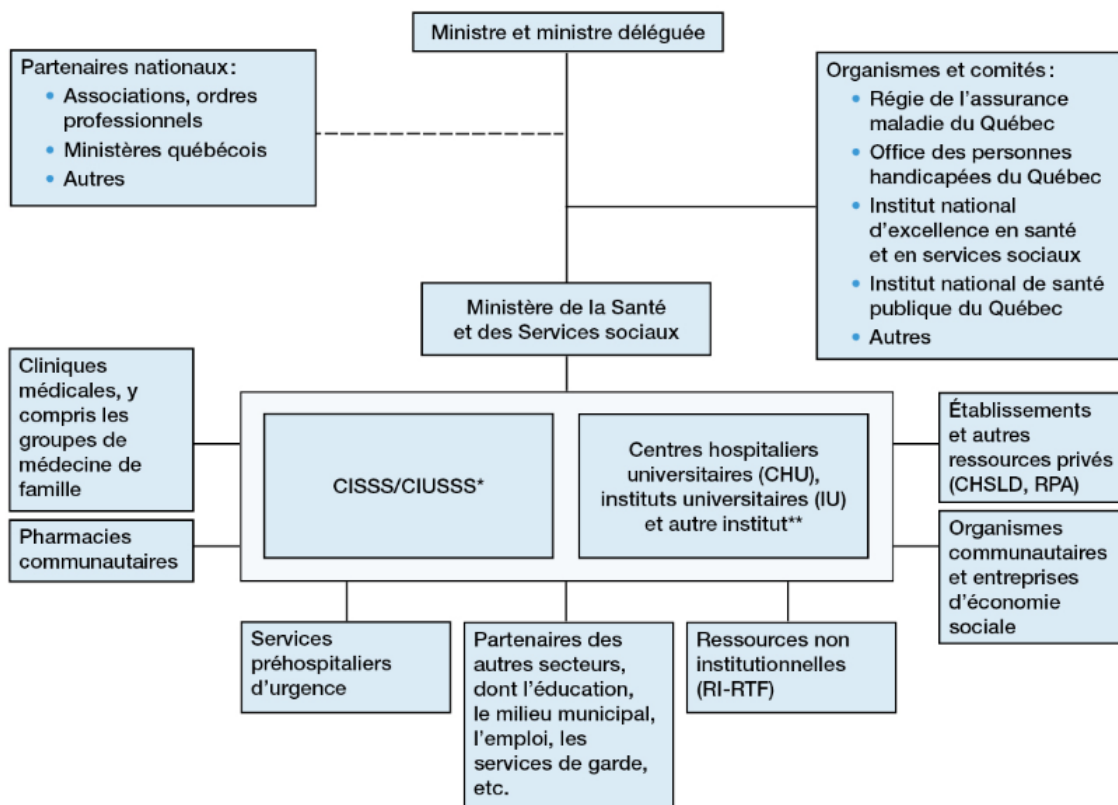 Ministre et ministre déléguée
Partenaires nationaux :
• Associations, ordres
professionnels
• Ministères québécois
• Autres
Organismes et comités :
• Régie de l’assurance
maladie du Québec
• Office des personnes
handicapées du Québec
• Institut national
d’excellence en santé
et en services sociaux
• Institut national de santé
publique du Québec
• Autres
Ministère de la Santé
et des Services sociaux
Cliniques
médicales, y
compris les
groupes de
médecine de
famille
Pharmacies
communautaires
CISSS/CIUSSS*
Centres hospitaliers
universitaires (CHU),
instituts universitaires (IU)
et autre institut**
Établissements
et autres
ressources privés
(CHSLD, RPA)
Organismes
communautaires
et entreprises
d’économie
sociale
Services
préhospitaliers
d’urgence
Partenaires des
autres secteurs,
dont l’éducation,
le milieu municipal,
l’emploi, les
services de garde,
etc.
Ressources non
institutionnelles
(RI-RTF)